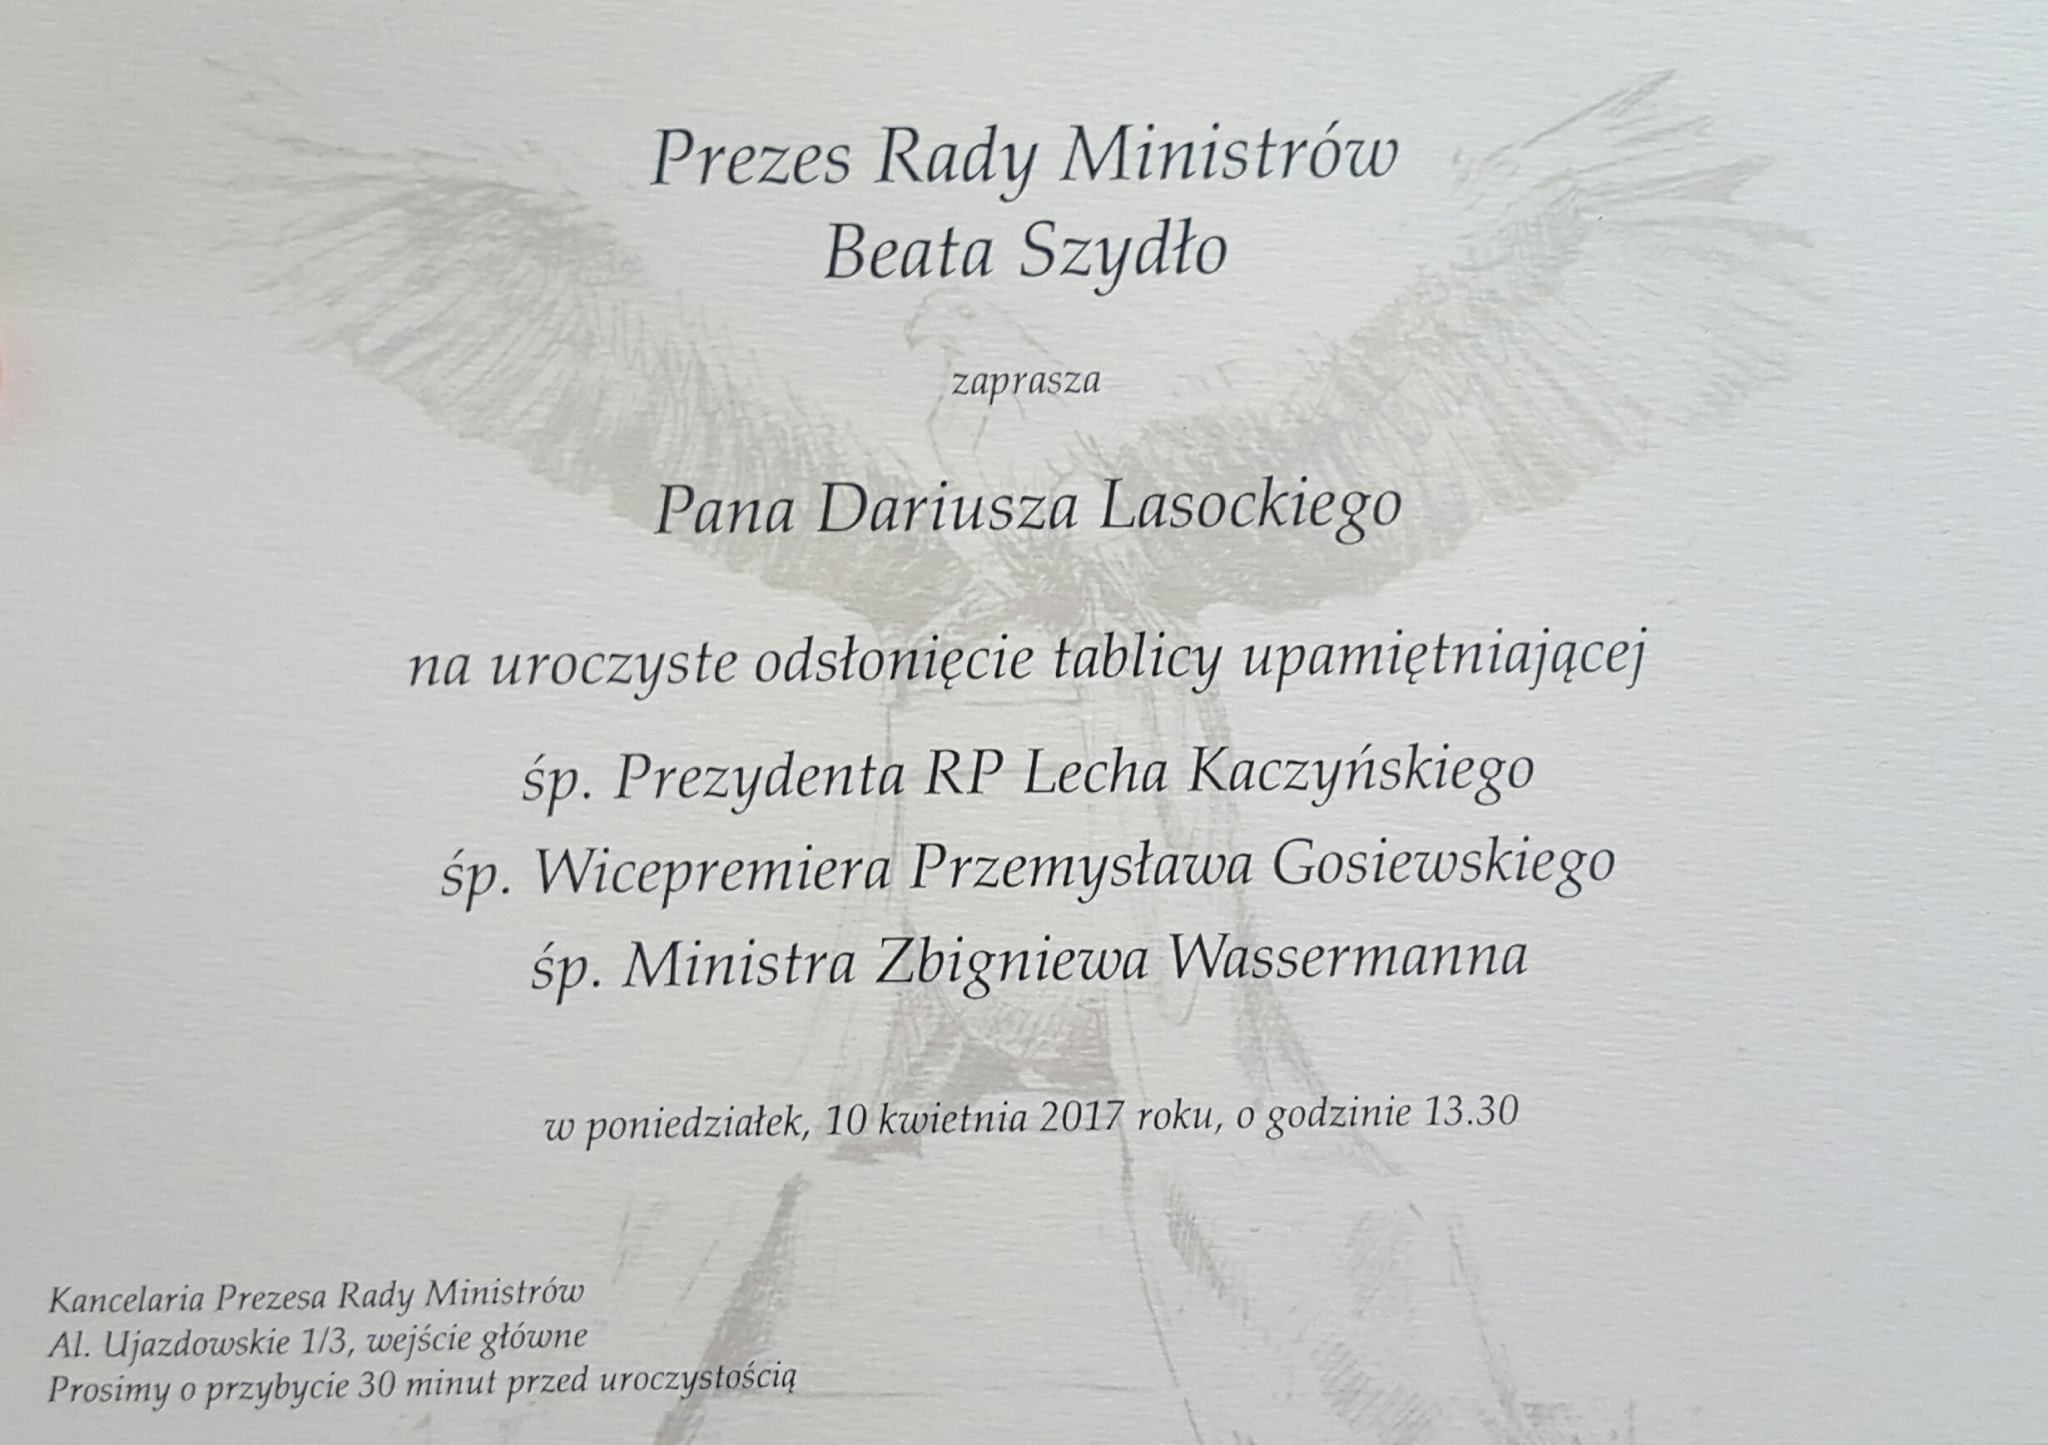 Prezes Rady Ministrów
Beata Szydło
zaprasza
Pana Dariusza Lasockiego
na uroczyste odsłonięcie tablicy upamiętniającej
śp. Prezydenta RP Lecha Kaczyńskiego
śp. Wicepremiera Przemysława Gosiewskiego
śp. Ministra Zbigniewa Wassermanna
w poniedziałek, 10 kwietnia 2017 roku, o godzinie 13.30
Kancelaria Prezesa Rady Ministrów
Al. Ujazdowskie 1/3, wejście główne
Prosimy o przybycie 30 minut przed uroczystością